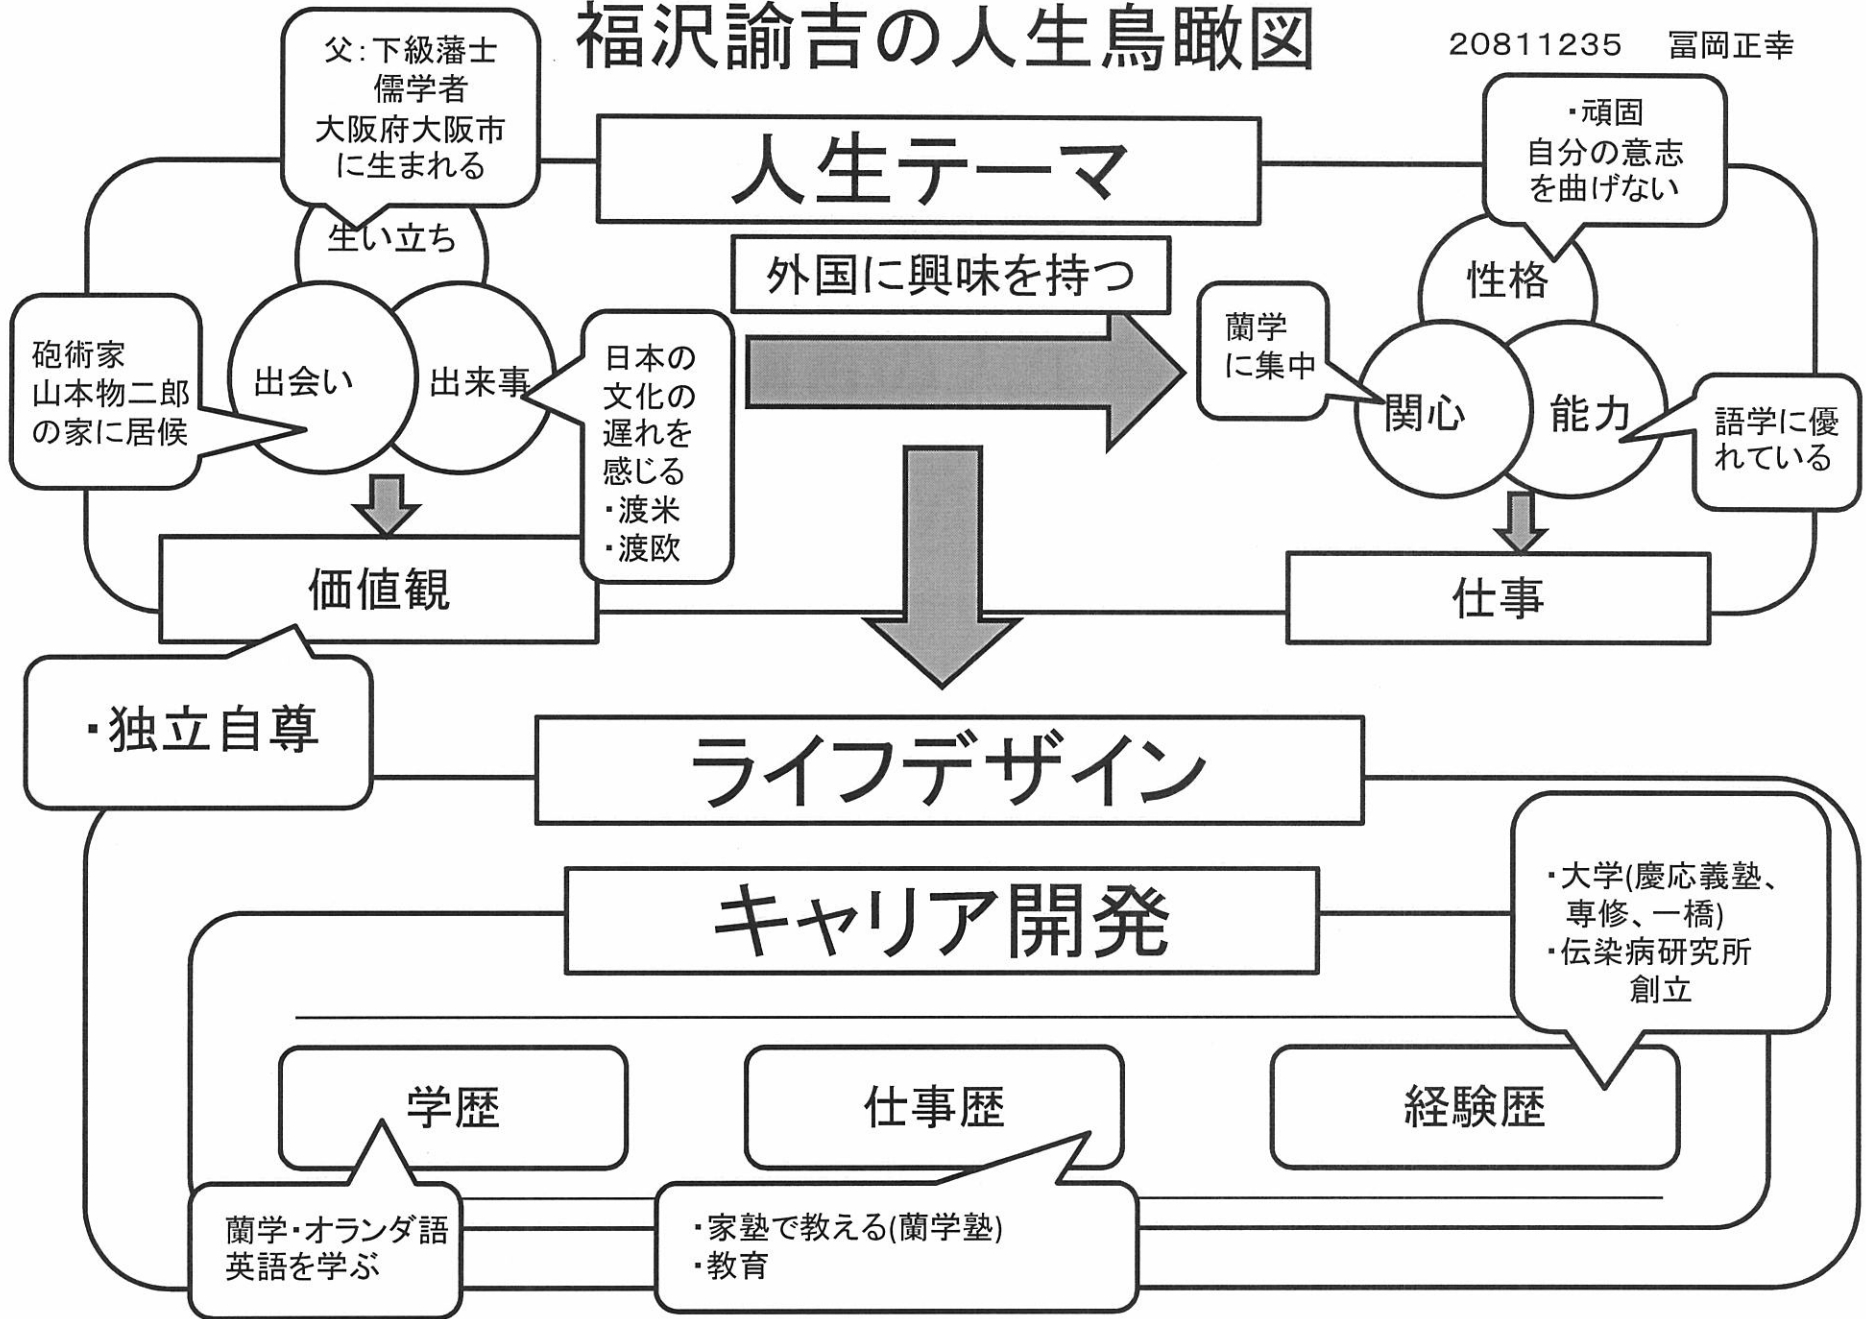 福沢諭吉の人生鳥瞰図
20811235 冨岡正幸
父:下級藩士
儒学者
大阪府大阪市
に生まれる
人生テーマ
・頑固
自分の意志
を曲げない
生い立ち
外国に興味を持つ
性格
砲術家
山本物二郎
の家に居候
出会い
出来事
日本の
文化の
遅れを
感じる
・渡米
・渡欧
蘭学
に集中
関心
能力
語学に優
れている
価値観
仕事
・独立自尊
ライフデザイン
キャリア開発
・大学(慶応義塾、
専修、一橋)
・伝染病研究所
創立
学歴
仕事歴
経験歴
蘭学・オランダ語
英語を学ぶ
・家塾で教える(蘭学塾)
・教育